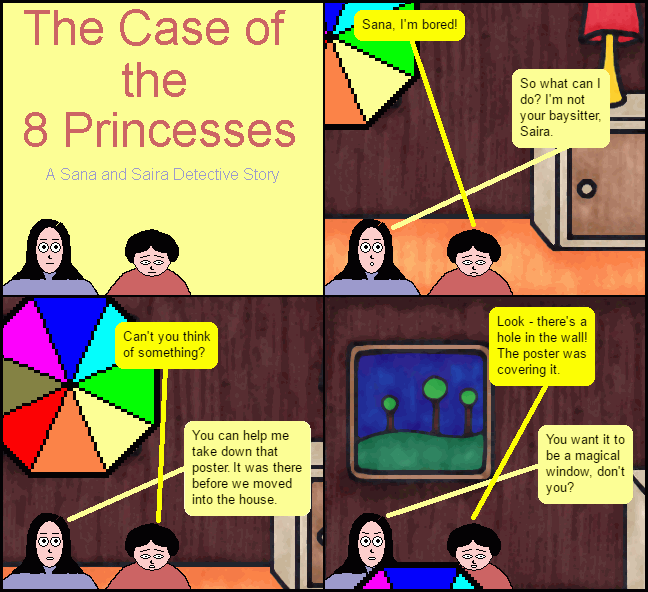 The Case of
the
8 Princesses
A Sana and Saira Detective Story
Sana, I'm bored!
So what can I
do? I'm not
your baysitter,
Saira.
Can't you think
of something?
You can help me
take down that
poster. It was there
before we moved
into the house.
Look - there's a
hole in the wall!
The poster was
covering it.
You want it to
be a magical
window, don't
you?